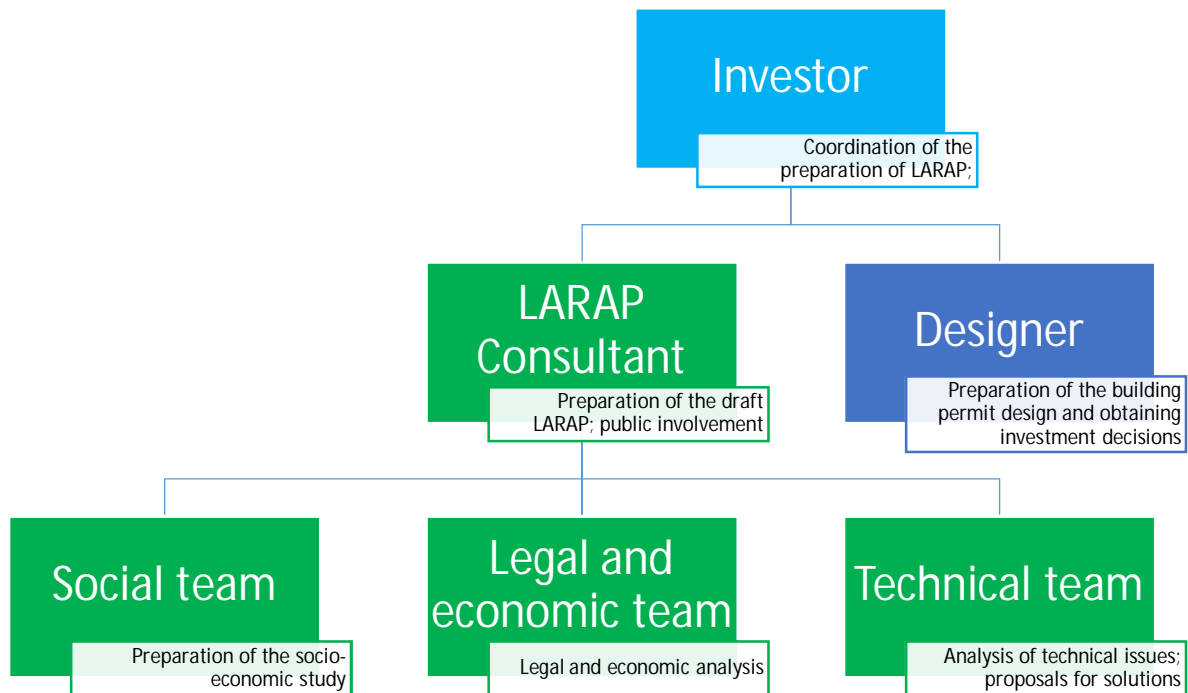 Investor
Coordination of the
preparation of LARAP;
LARAP
Consultant
Preparation of the draft
LARAP; public involvement
Designer
Preparation of the building
permit design and obtaining
investment decisions
Social team
Preparation of the socio-
economic study
Legal and
economic team
Legal and economic analysis
Technical team
Analysis of technical issues;
proposals for solutions